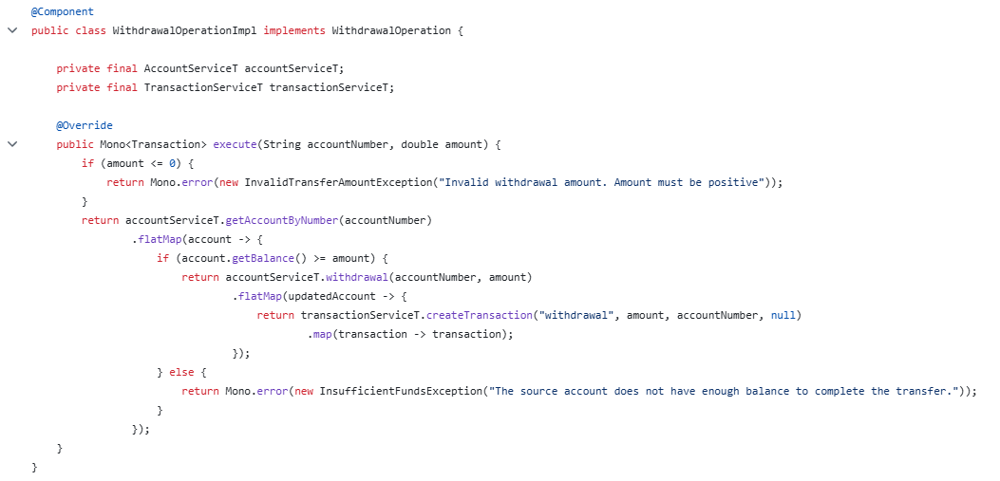 @Component
public class WithdrawalOperationImpl implements WithdrawalOperation {
private final AccountServiceT accountServiceT;
private final TransactionServiceT transactionServiceT;
@Override
public Mono<Transaction> execute(String accountNumber, double amount) {
if (amount <= 0) {
return Mono.error(new InvalidTransferAmountException("Invalid withdrawal amount. Amount must be positive"));
}
return accountServiceT.getAccountByNumber(accountNumber)
.flatMap(account -> {
if (account.getBalance() >= amount) {
return accountServiceT.withdrawal(accountNumber, amount)
.flatMap(updatedAccount -> {
return transactionServiceT.createTransaction("withdrawal", amount, accountNumber, null)
.map(transaction -> transaction);
});
} else {
return Mono.error(new InsufficientFundsException("The source account does not have enough balance to complete the transfer."));
}
});
}
}